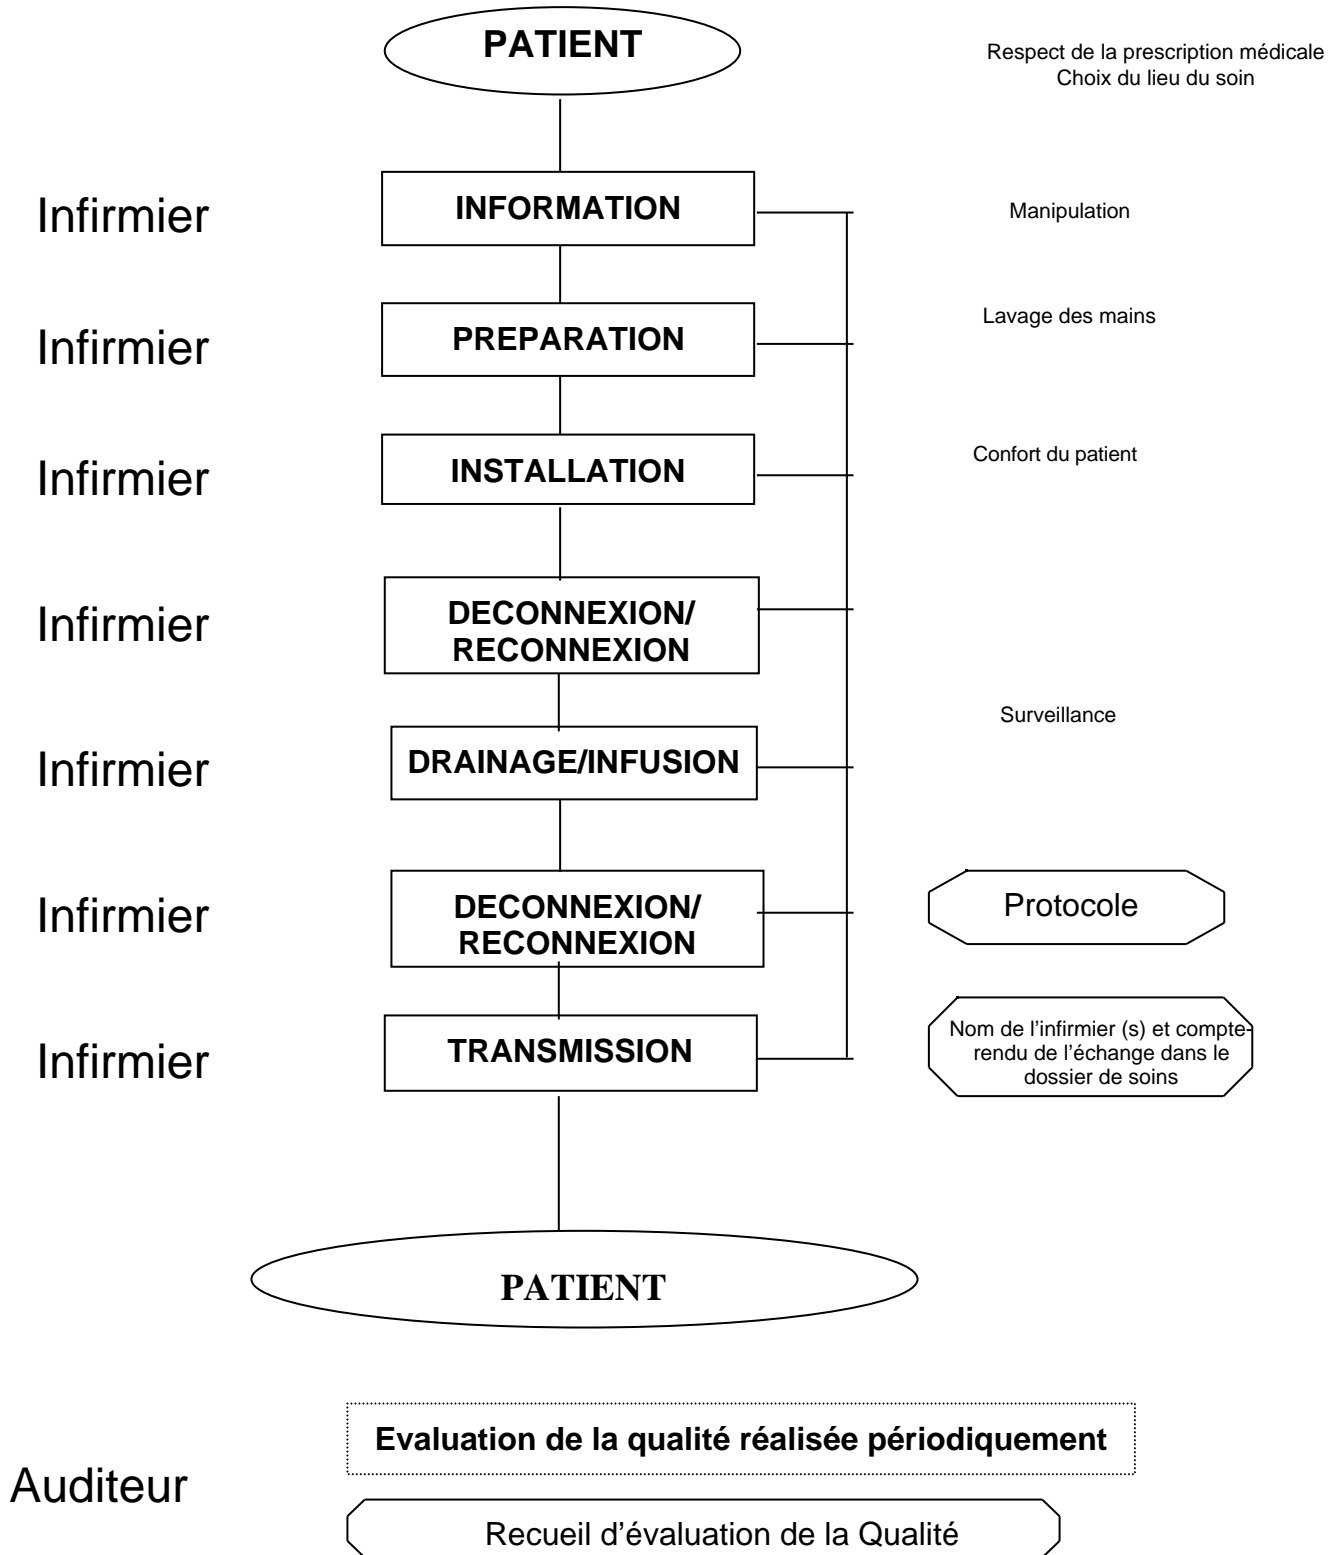 PATIENT
Respect de la prescription médicale
Choix du lieu du soin
Infirmier
INFORMATION
Manipulation
Infirmier
PREPARATION
Lavage des mains
Infirmier
INSTALLATION
Confort du patient
Infirmier
DECONNEXION/
RECONNEXION
Surveillance
Infirmier
DRAINAGE/INFUSION
Infirmier
DECONNEXION/
RECONNEXION
Protocole
Infirmier
TRANSMISSION
Nom de l’infirmier (s) et compte-
rendu de l’échange dans le
dossier de soins
PATIENT
Evaluation de la qualité réalisée périodiquement
Auditeur
Recueil d’évaluation de la Qualité